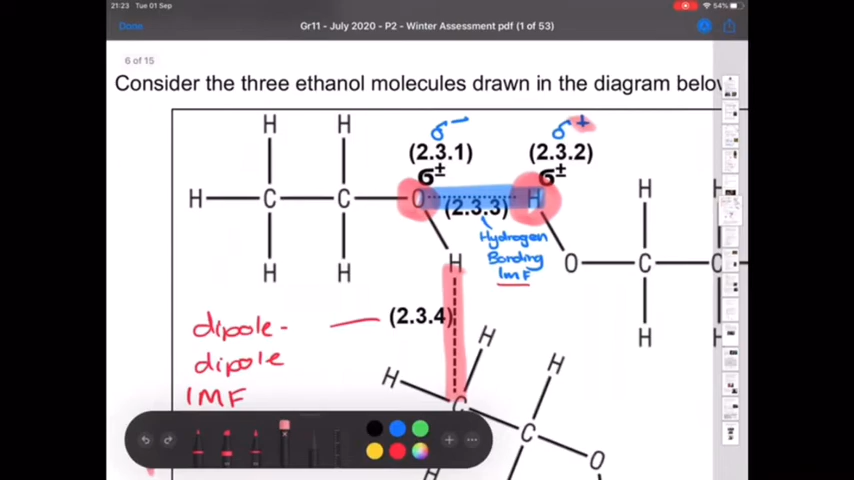 21:23 Tue 01 Sep
54%
Done
Gr11 - July 2020 - P2 - Winter Assessment pdf (1 of 53)
6 of 15
Consider the three ethanol molecules drawn in the diagram below
σ- σ+
(2.3.1) (2.3.2)
σ± σ±
H H H H
H C C O H
(2.3.3)
Hydrogen
Bonding
IMF
H O C C
H H
H
(2.3.4)
dipole-
dipole
IMF
H H H
C C O
H